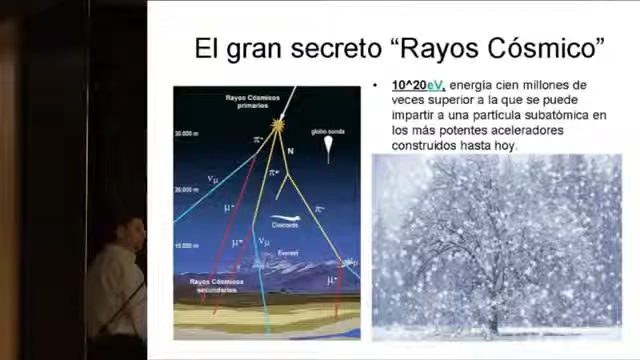 El gran secreto “Rayos Cósmico”
• 10^20eV, energía cien millones de
veces superior a la que se puede
impartir a una partícula subatómica en
los más potentes aceleradores
construidos hasta hoy.
Rayos Cósmicos
primarios
30.000 m
globo sonda
π⁻
N
π⁺
νμ
20.000 m
μ⁻
π⁻
Concorde
μ⁺
νμ
Everest
10.000 m
μ⁻
Rayos Cósmicos
secundarios